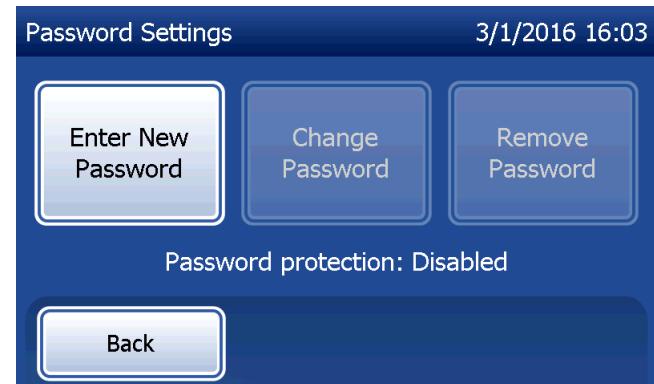 Password Settings 3/1/2016 16:03
Enter New
Password
Change
Password
Remove
Password
Password protection: Disabled
Back